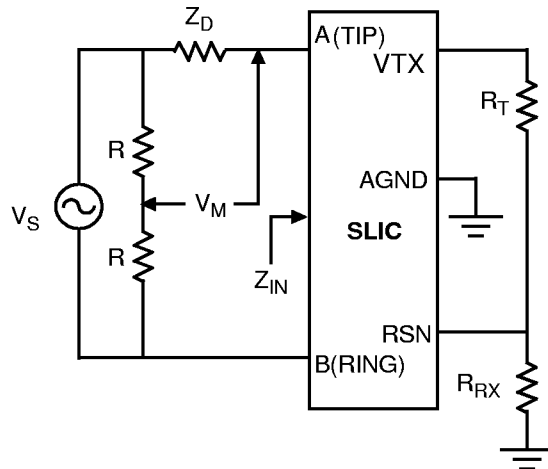 Z_D
A(TIP)
VTX
R_T
R
V_S
V_M
AGND
SLIC
R
Z_IN
RSN
B(RING)
R_RX